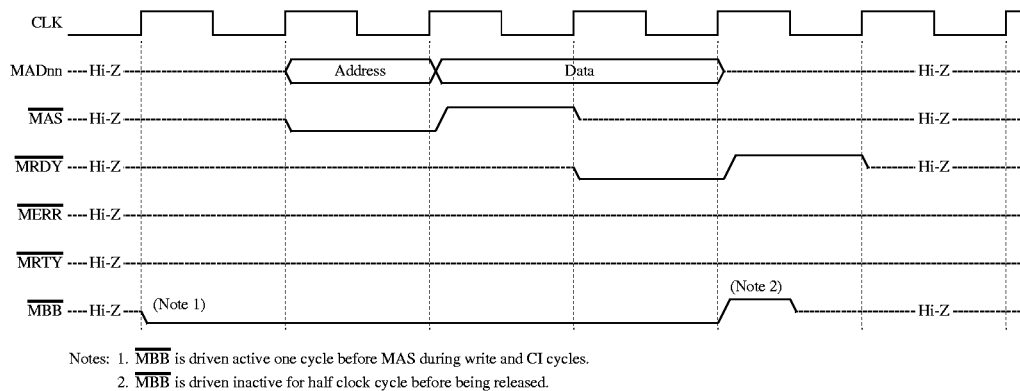 CLK
MADnn Hi-Z Address Data Hi-Z
MAS Hi-Z Hi-Z
MRDY Hi-Z Hi-Z
MERR Hi-Z
MRTY Hi-Z
MBB Hi-Z (Note 1) (Note 2) Hi-Z
Notes: 1. MBB is driven active one cycle before MAS during write and CI cycles.
2. MBB is driven inactive for half clock cycle before being released.